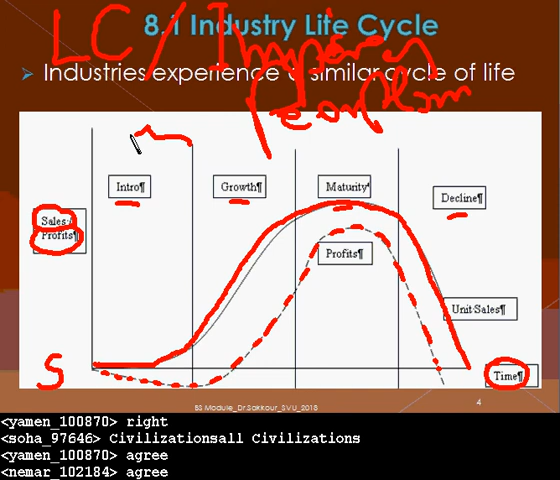 8.1 Industry Life Cycle
LC/
Industries experience a similar cycle of life
Intro¶
Growth¶
Maturity¶
Decline¶
Sales
Profits¶
Profits¶
Unit Sales¶
S
Time¶
BS Module_Dr.Sakkour_SVU_2018
4
<yamen_100870> right
<soha_97646> Civilizationsall Civilizations
<yamen_100870> agree
<nemar_102184> agree